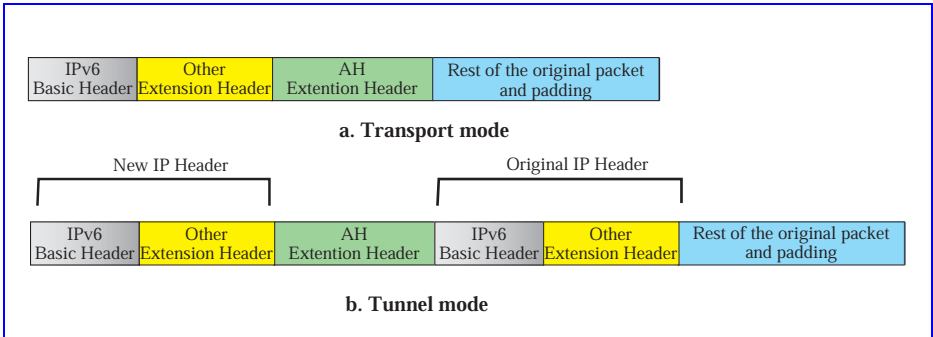 IPv6
Basic Header
Other
Extension Header
AH
Extention Header
Rest of the original packet
and padding
a. Transport mode
New IP Header
Original IP Header
IPv6
Basic Header
Other
Extension Header
AH
Extention Header
IPv6
Basic Header
Other
Extension Header
Rest of the original packet
and padding
b. Tunnel mode